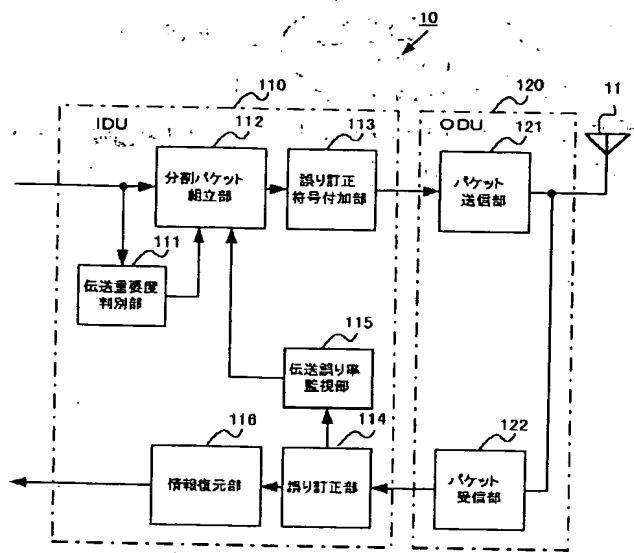 10
110
120
11
IDU
112
113
ODU
121
分割パケット
組立部
誤り訂正
符号付加部
パケット
送信部
111
伝送重要度
判別部
115
伝送誤り率
監視部
116
114
122
情報復元部
誤り訂正部
パケット
受信部